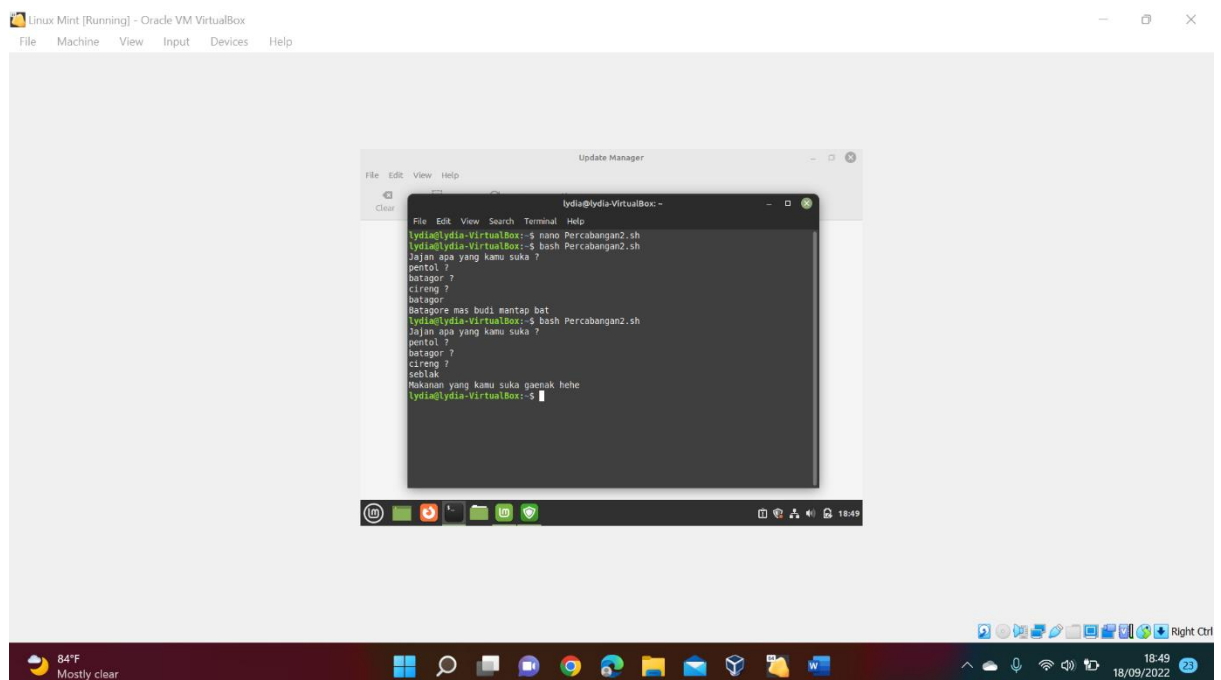 Linux Mint [Running] - Oracle VM VirtualBox
File Machine View Input Devices Help
Update Manager
File Edit View Help
Clear
lydia@lydia-VirtualBox: ~
File Edit View Search Terminal Help
lydia@lydia-VirtualBox:~$ nano Percabangan2.sh
lydia@lydia-VirtualBox:~$ bash Percabangan2.sh
Jajan apa yang kamu suka ?
pentol ?
batagor ?
cireng ?
batagor
Batagore mas budi mantap bat
lydia@lydia-VirtualBox:~$ bash Percabangan2.sh
Jajan apa yang kamu suka ?
pentol ?
batagor ?
cireng ?
seblak
Makanan yang kamu suka gaenak hehe
lydia@lydia-VirtualBox:~$
18:49
Right Ctrl
84°F
Mostly clear
18:49
18/09/2022
23